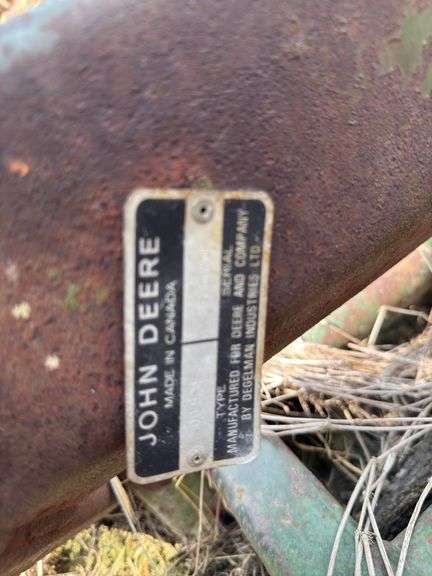 JOHN DEERE
MADE IN CANADA
TYPE SERIAL
MANUFACTURED FOR DEERE AND COMPANY
BY DEGELMAN INDUSTRIES LTD.